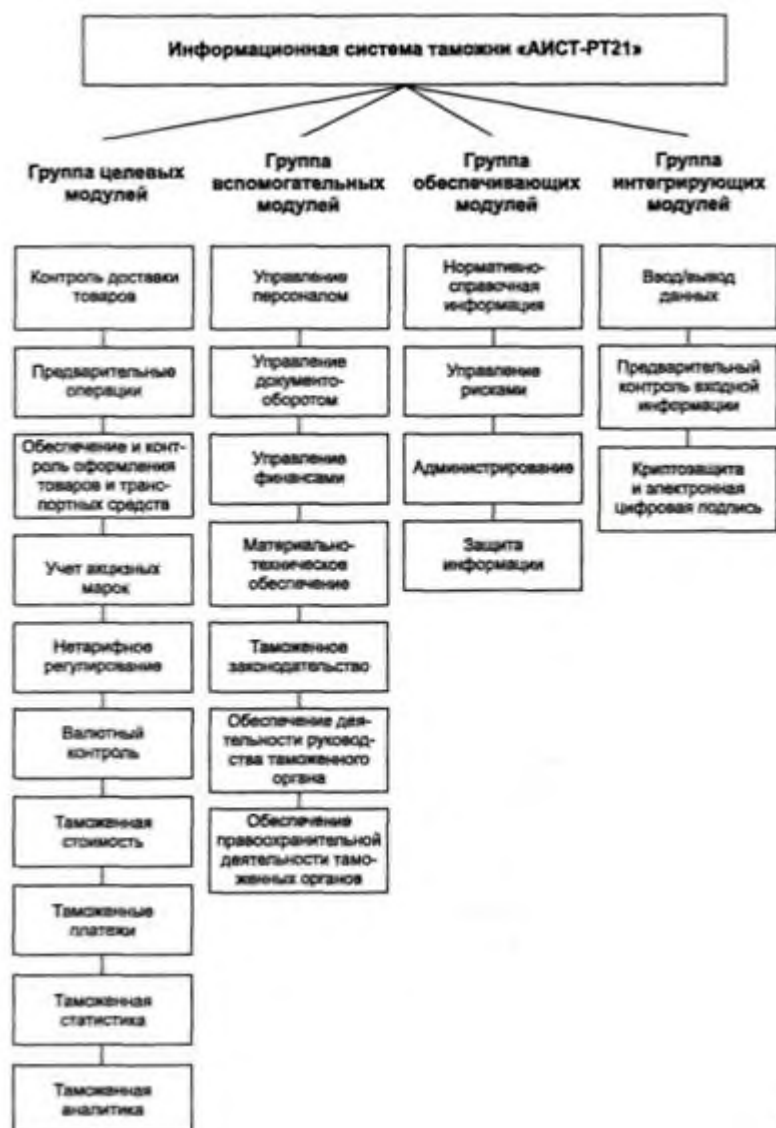 Информационная система таможни «АИСТ-РТ21»
Группа целевых
модулей
Группа
вспомогательных
модулей
Группа
обеспечивающих
модулей
Группа
интегрирующих
модулей
Контроль доставки
товаров
Предварительные
операции
Обеспечение и конт-
роль оформления
товаров и транс-
портных средств
Учет акцизных
марок
Нетарифное
регулирование
Валютный
контроль
Таможенная
стоимость
Таможенные
платежи
Таможенная
статистика
Таможенная
аналитика
Управление
персоналом
Управление
документо-
оборотом
Управление
финансами
Материально-
техническое
обеспечение
Таможенное
законодательство
Обеспечение дея-
тельности руковод-
ства таможенного
органа
Обеспечение
правоохранительной
деятельности тамо-
женных органов
Нормативно-
справочная
информация
Управление
рисками
Администрирование
Защита
информации
Ввод/вывод
данных
Предварительный
контроль входной
информации
Криптозащита
и электронная
цифровая подпись